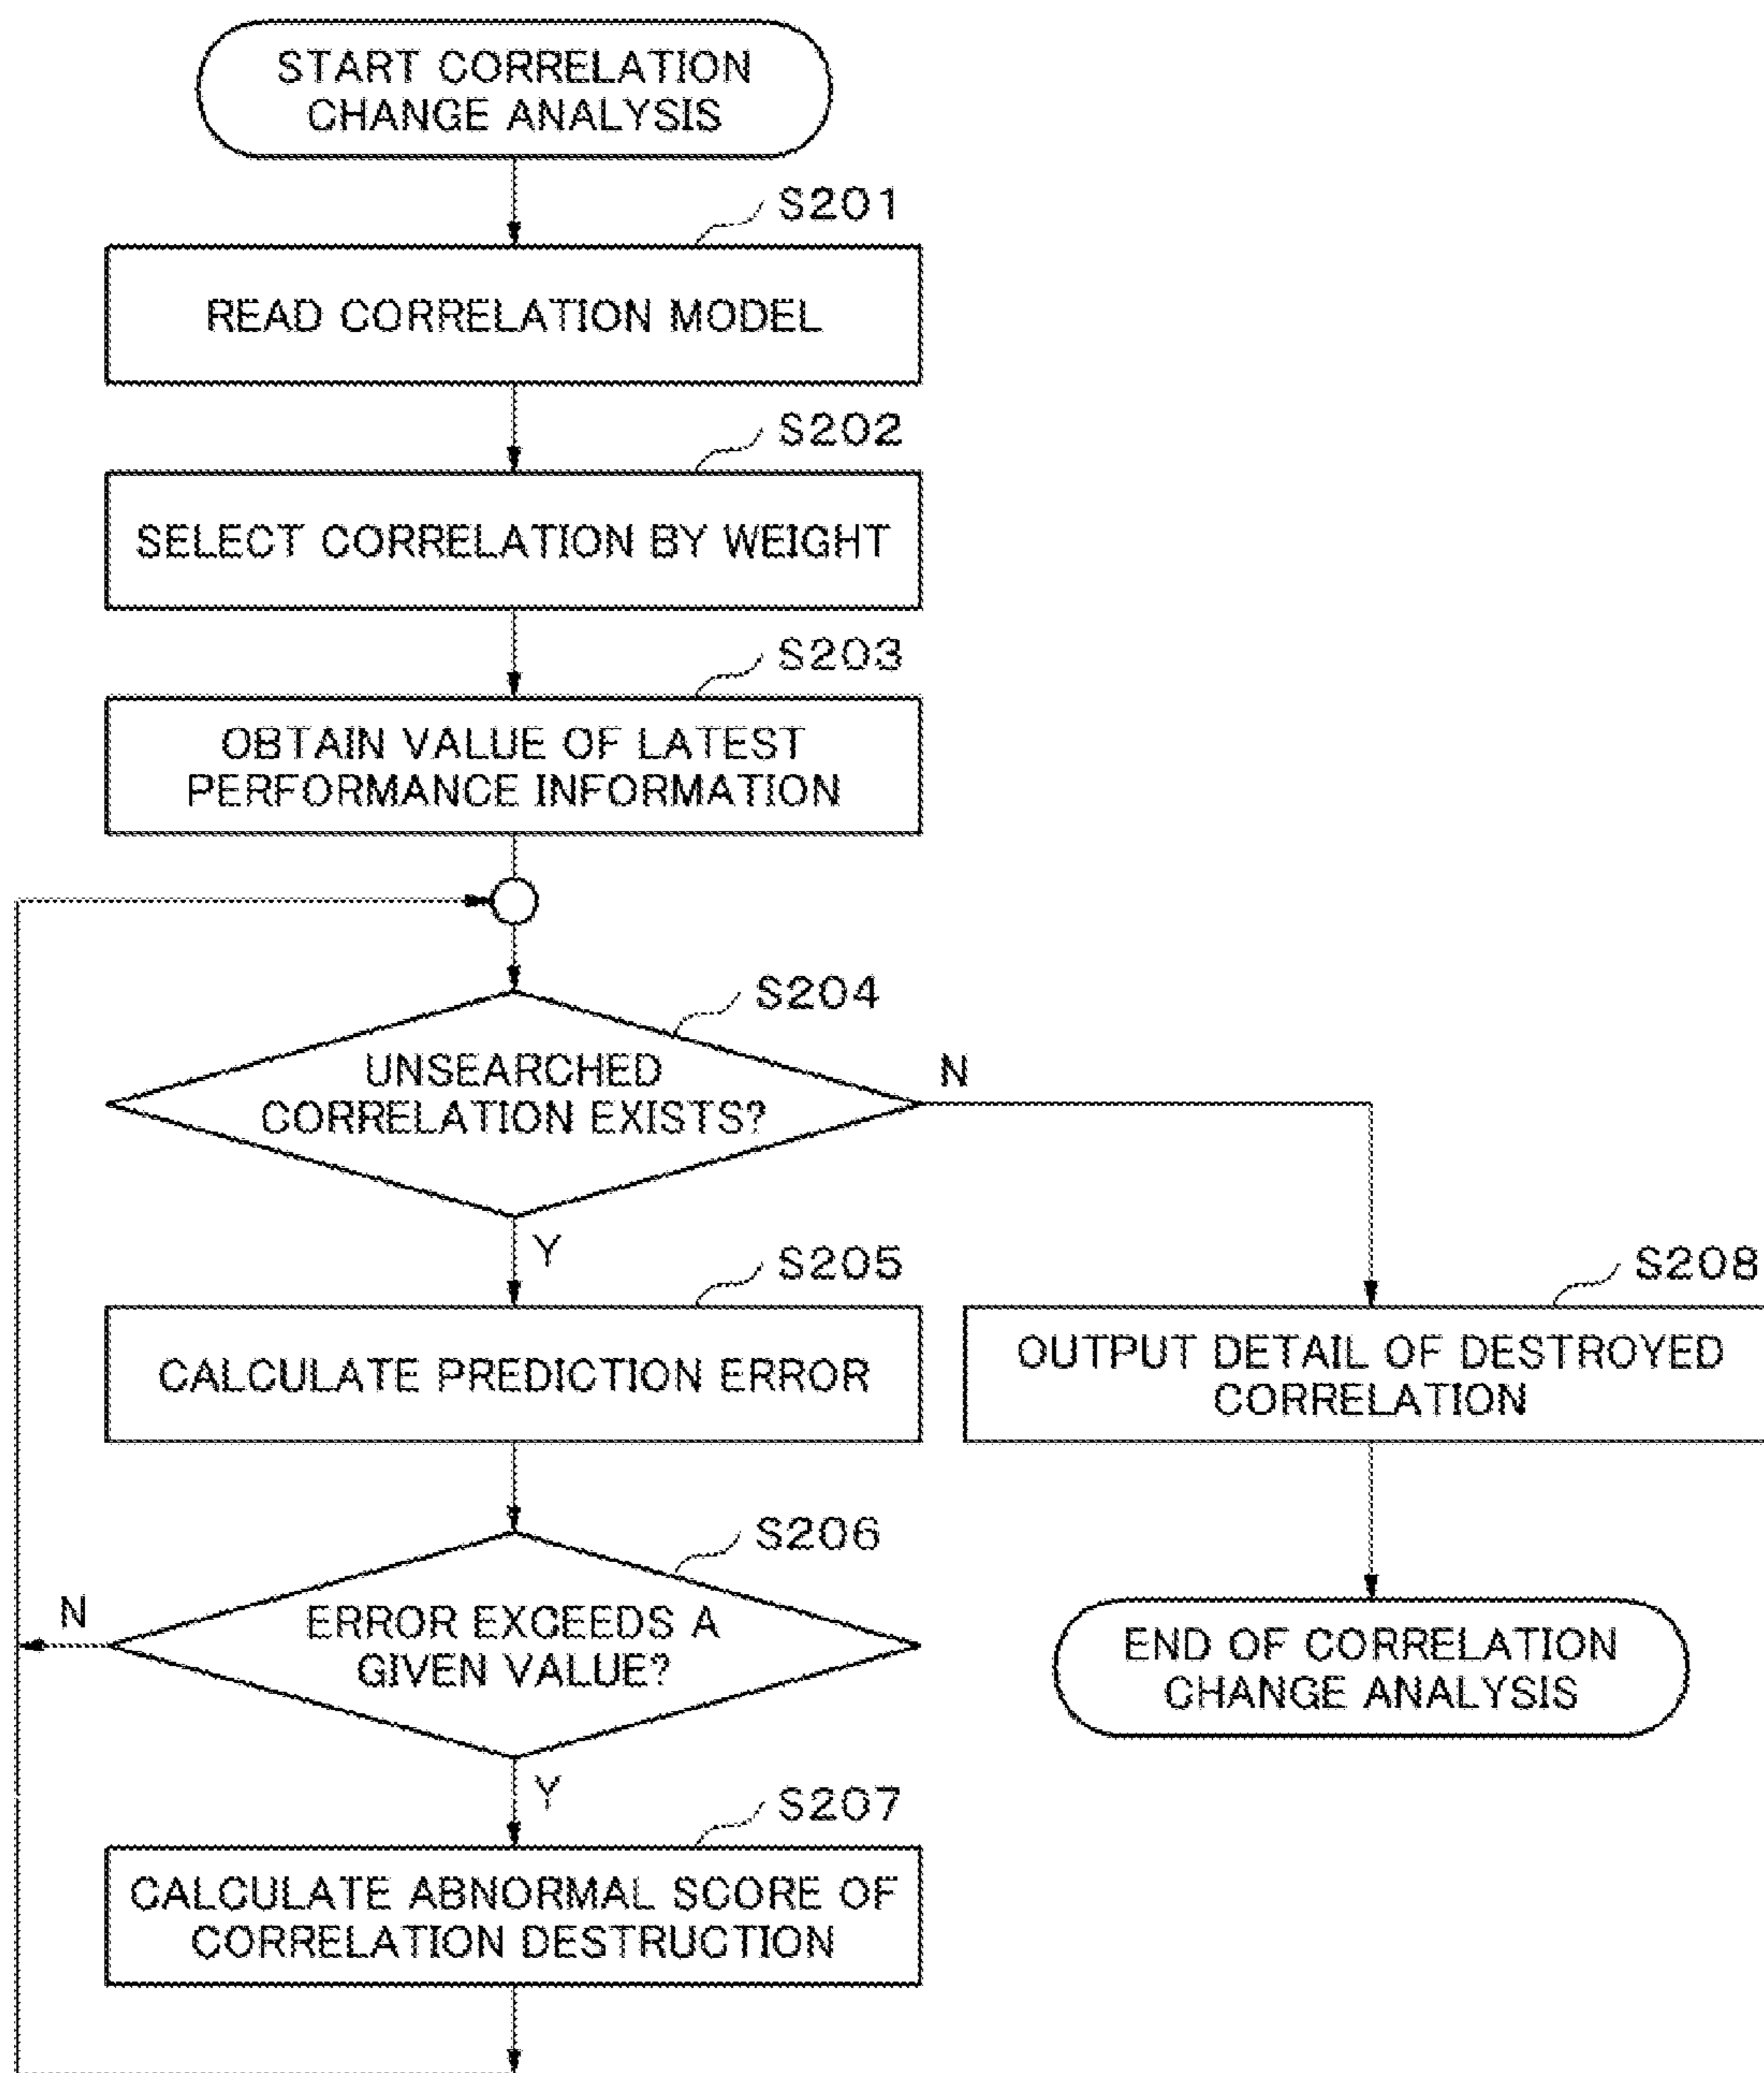 START CORRELATION
CHANGE ANALYSIS
S201
READ CORRELATION MODEL
S202
SELECT CORRELATION BY WEIGHT
S203
OBTAIN VALUE OF LATEST
PERFORMANCE INFORMATION
S204
UNSEARCHED
CORRELATION EXISTS?
N
Y
S205
CALCULATE PREDICTION ERROR
S208
OUTPUT DETAIL OF DESTROYED
CORRELATION
S206
ERROR EXCEEDS A
GIVEN VALUE?
N
Y
END OF CORRELATION
CHANGE ANALYSIS
S207
CALCULATE ABNORMAL SCORE OF
CORRELATION DESTRUCTION